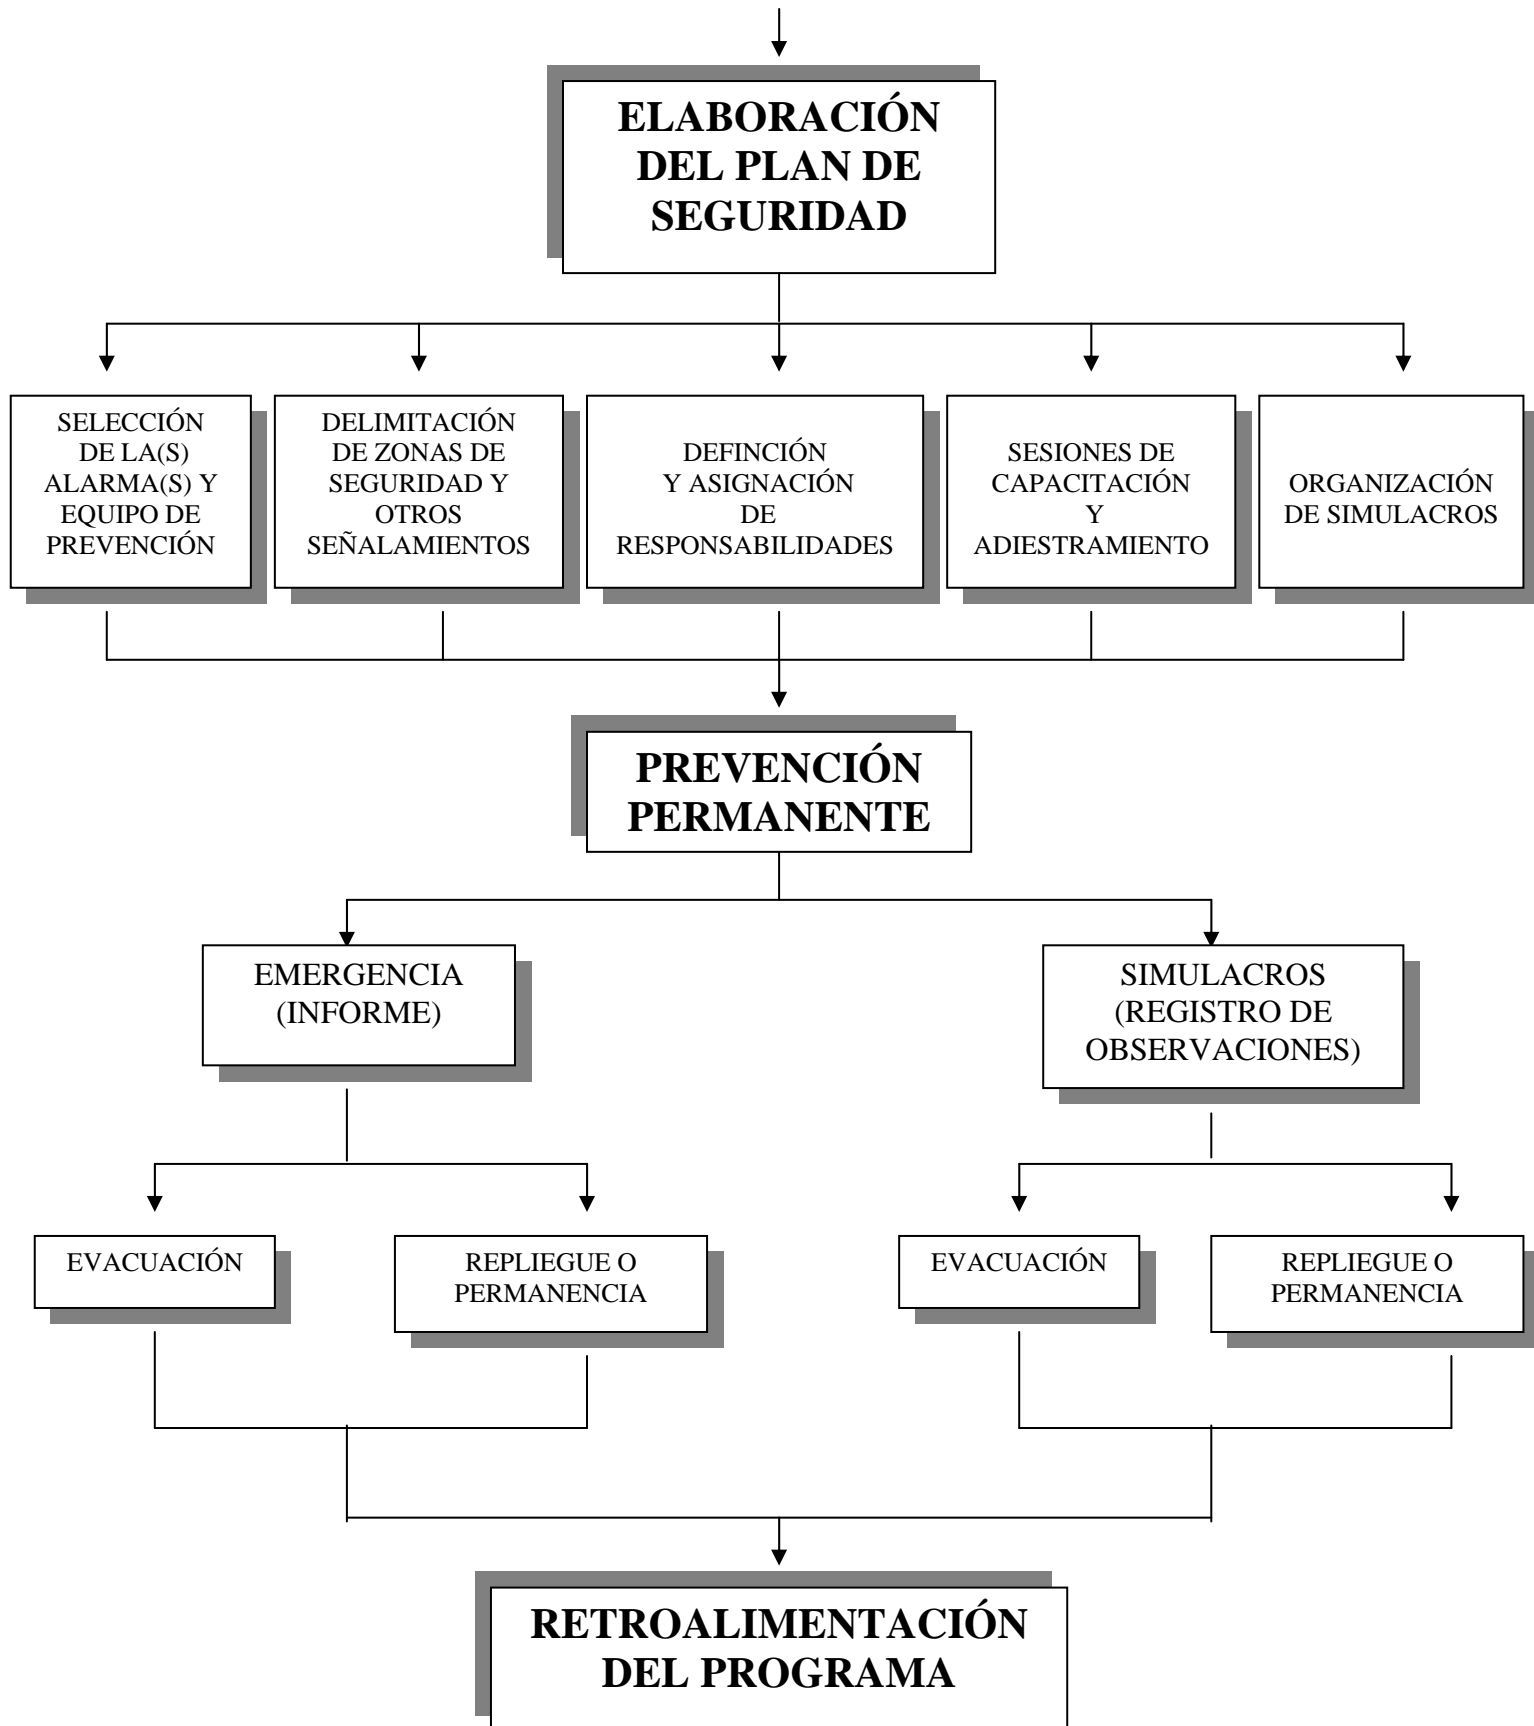 ELABORACIÓN
DEL PLAN DE
SEGURIDAD
SELECCIÓN
DE LA(S)
ALARMA(S) Y
EQUIPO DE
PREVENCIÓN
DELIMITACIÓN
DE ZONAS DE
SEGURIDAD Y
OTROS
SEÑALAMIENTOS
DEFINCIÓN
Y ASIGNACIÓN
DE
RESPONSABILIDADES
SESIONES DE
CAPACITACIÓN
Y
ADIESTRAMIENTO
ORGANIZACIÓN
DE SIMULACROS
PREVENCIÓN
PERMANENTE
EMERGENCIA
(INFORME)
SIMULACROS
(REGISTRO DE
OBSERVACIONES)
EVACUACIÓN
REPLIEGUE O
PERMANENCIA
EVACUACIÓN
REPLIEGUE O
PERMANENCIA
RETROALIMENTACIÓN
DEL PROGRAMA